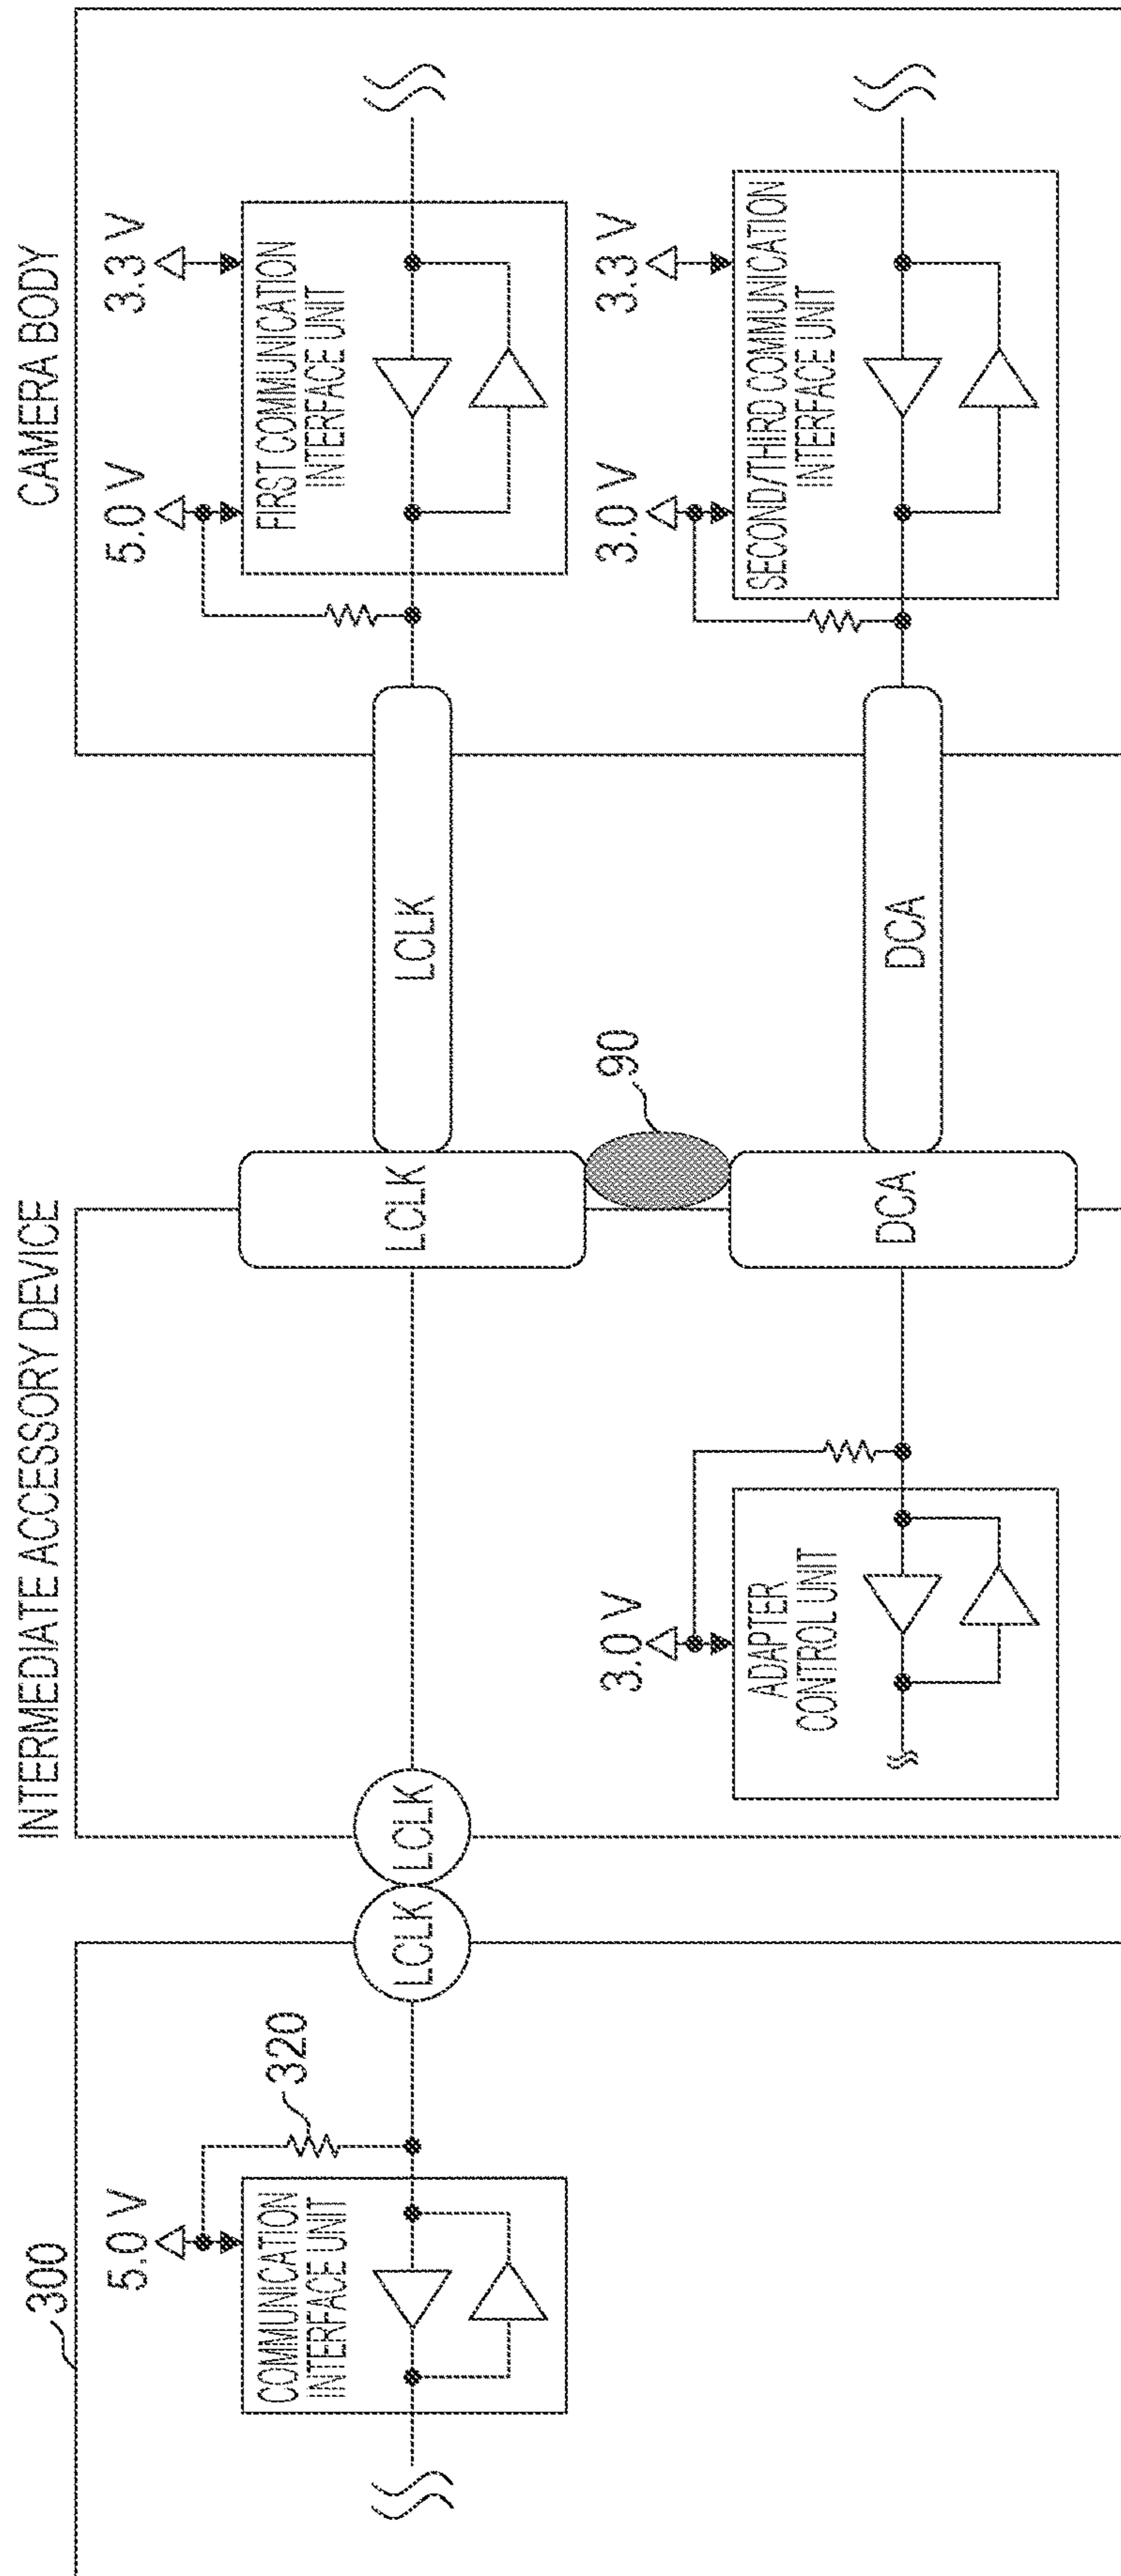 300
INTERMEDIATE ACCESSORY DEVICE
CAMERA BODY
5.0 V
320
COMMUNICATION
INTERFACE UNIT
LCLK
LCLK
LCLK
LCLK
5.0 V
3.3 V
FIRST COMMUNICATION
INTERFACE UNIT
90
3.0 V
ADAPTER
CONTROL UNIT
DCA
DCA
3.0 V
3.3 V
SECOND/THIRD COMMUNICATION
INTERFACE UNIT